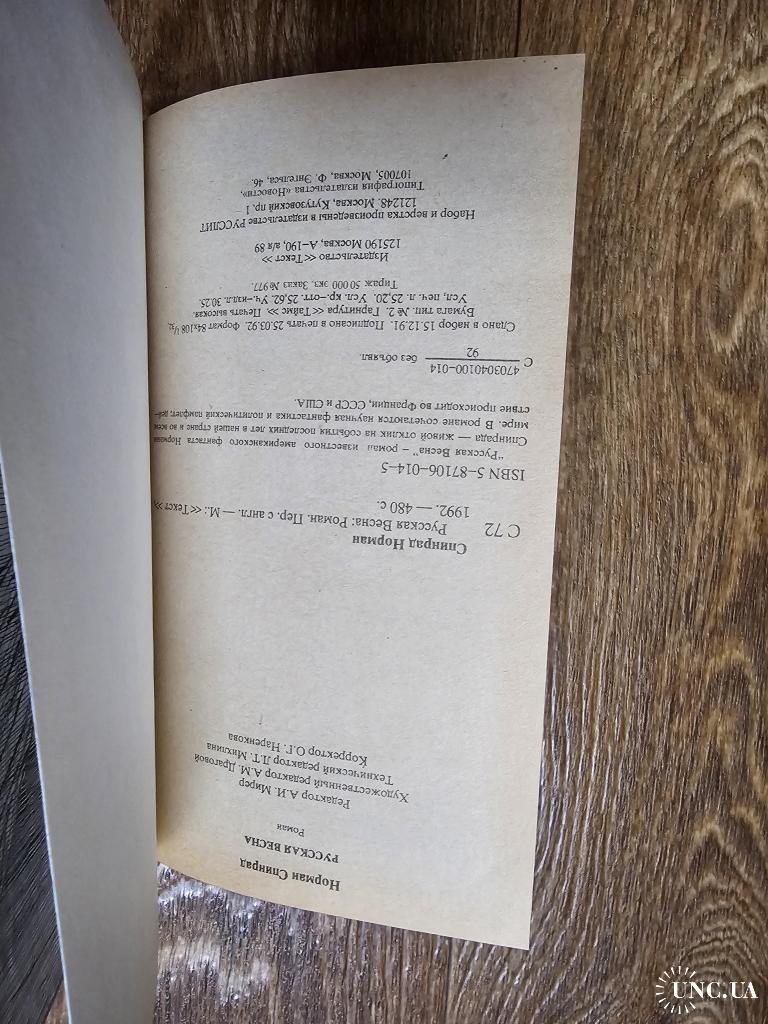 Норман Спинрад
РУССКАЯ ВЕСНА
Роман
Редактор А.И. Мирер
Художественный редактор А.М. Драговой
Технический редактор Л.Т. Михлина
Корректор О.Г. Наренкова
Спинрад Норман
С 72 Русская Весна: Роман. Пер. с англ. — М.: << Текст >>
1992. — 480 с.
ISBN 5-87106-014-5
"Русская Весна" – роман известного американского фантаста Нормана
Спинрада — живой отклик на события последних лет в нашей стране и во всем
мире. В романе сочетаются научная фантастика и политический памфлет, дей-
ствие происходит во Франции, СССР и США.
С 4703040100-014 без объявл.
92
Сдано в набор 15.12.91. Подписано в печать 25.03.92. Формат 84х108 1/32
Бумага тип. № 2. Гарнитура << Таймс >>. Печать высокая.
Усл. печ. л. 25,20. Усл. кр.-отт. 25,62. Уч.-изд.л. 30.25.
Тираж 50 000 экз. Заказ № 977.
Издательство << Текст >>
125190 Москва, А-190, а/я 89
Набор и верстка произведены в издательстве РУССЛИТ
121248. Москва, Кутузовский пр. 1
Типография издательства «Новости»,
107005, Москва, Ф. Энгельса, 46.
UNC.UA